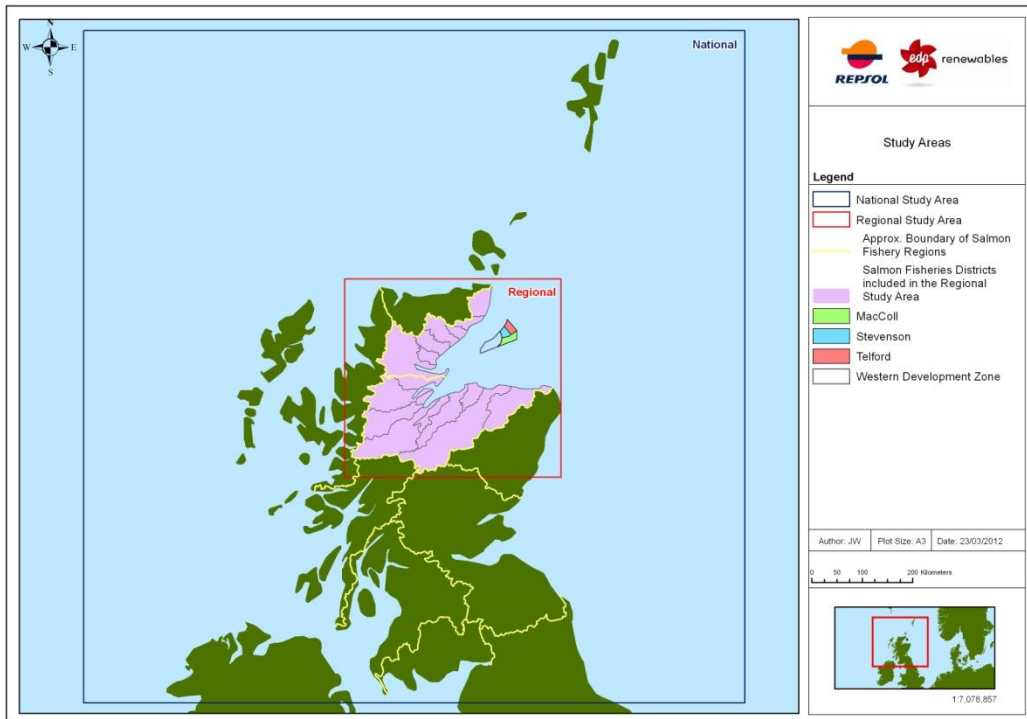 N
W E
S
National
Regional
REPSOL
edp renewables
Study Areas
Legend
National Study Area
Regional Study Area
Approx. Boundary of Salmon
Fishery Regions
Salmon Fisheries Districts
included in the Regional
Study Area
MacColl
Stevenson
Telford
Western Development Zone
Author: JW Plot Size: A3 Date: 23/03/2012
0 50 100 200 Kilometers
1:7,078,857